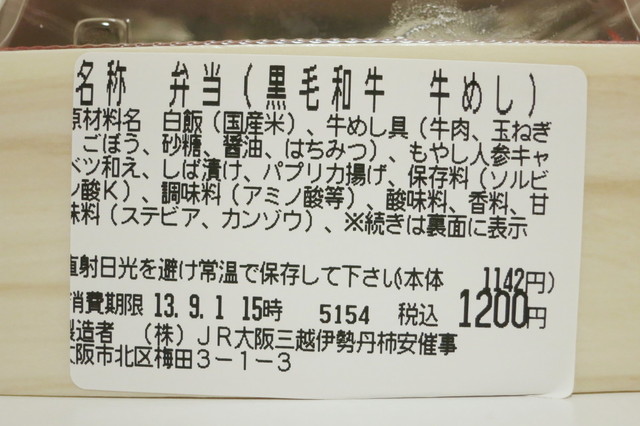 名称 弁当(黒毛和牛 牛めし)
原材料名 白飯(国産米)、牛めし具(牛肉、玉ねぎ
、ごぼう、砂糖、醤油、はちみつ)、もやし人参キャ
ベツ和え、しば漬け、パプリカ揚げ、保存料(ソルビ
ン酸K)、調味料(アミノ酸等)、酸味料、香料、甘
味料(ステビア、カンゾウ)、※続きは裏面に表示
直射日光を避け常温で保存して下さい(本体 1142円)
消費期限 13.9.1 15時 5154 税込 1200円
製造者 (株)JR大阪三越伊勢丹柿安催事
大阪市北区梅田3-1-3